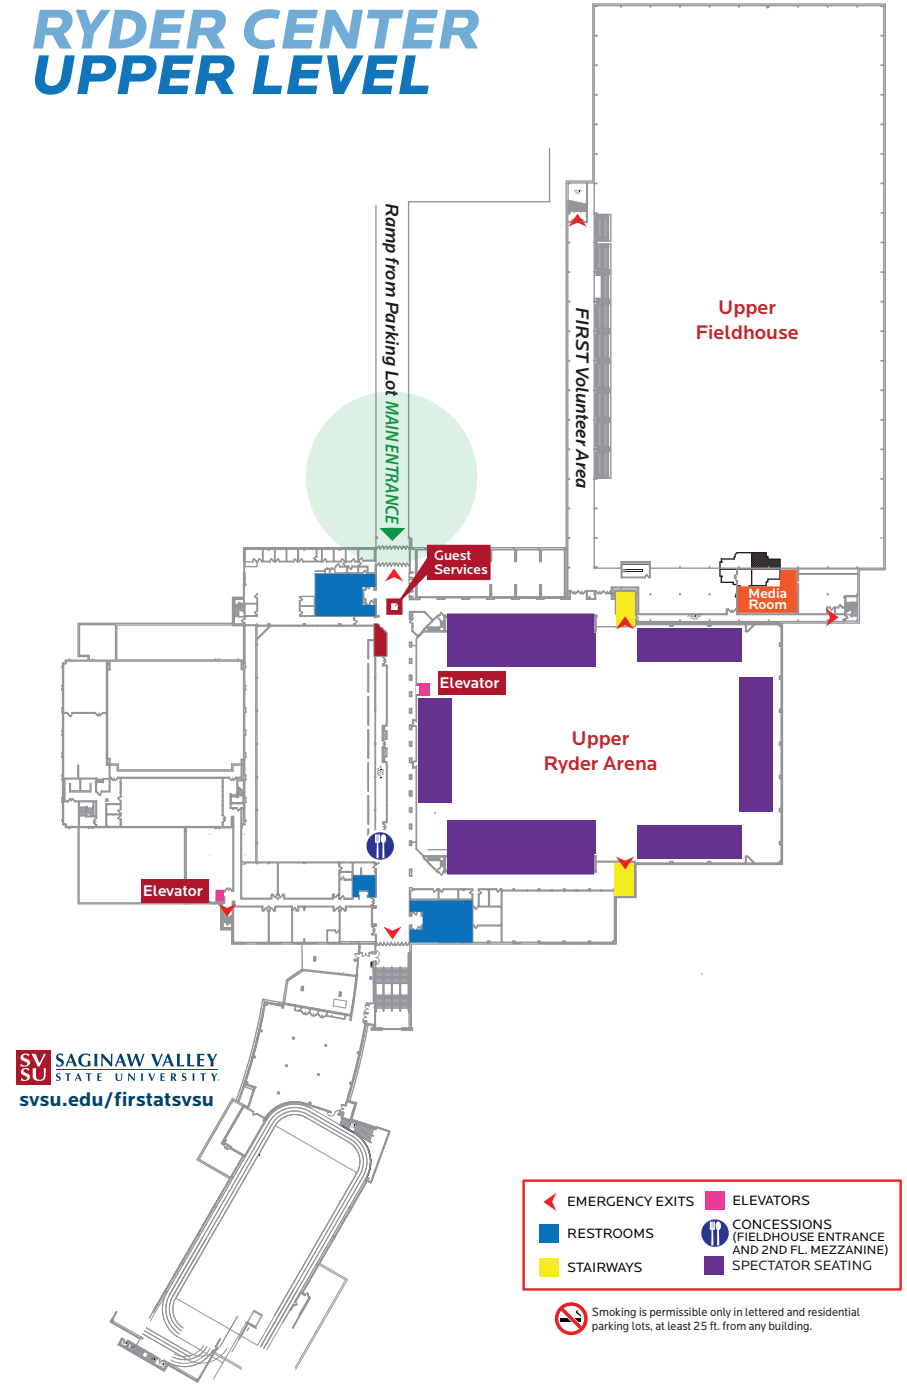 RYDER CENTER
UPPER LEVEL
Ramp from Parking Lot MAIN ENTRANCE
FIRST Volunteer Area
Upper
Fieldhouse
Guest
Services
Media
Room
Elevator
Upper
Ryder Arena
Elevator
SV
SU
SAGINAW VALLEY
STATE UNIVERSITY
svsu.edu/firstatsvsu
EMERGENCY EXITS
RESTROOMS
STAIRWAYS
ELEVATORS
CONCESSIONS
(FIELDHOUSE ENTRANCE
AND 2ND FL. MEZZANINE)
SPECTATOR SEATING
Smoking is permissible only in lettered and residential
parking lots, at least 25 ft. from any building.